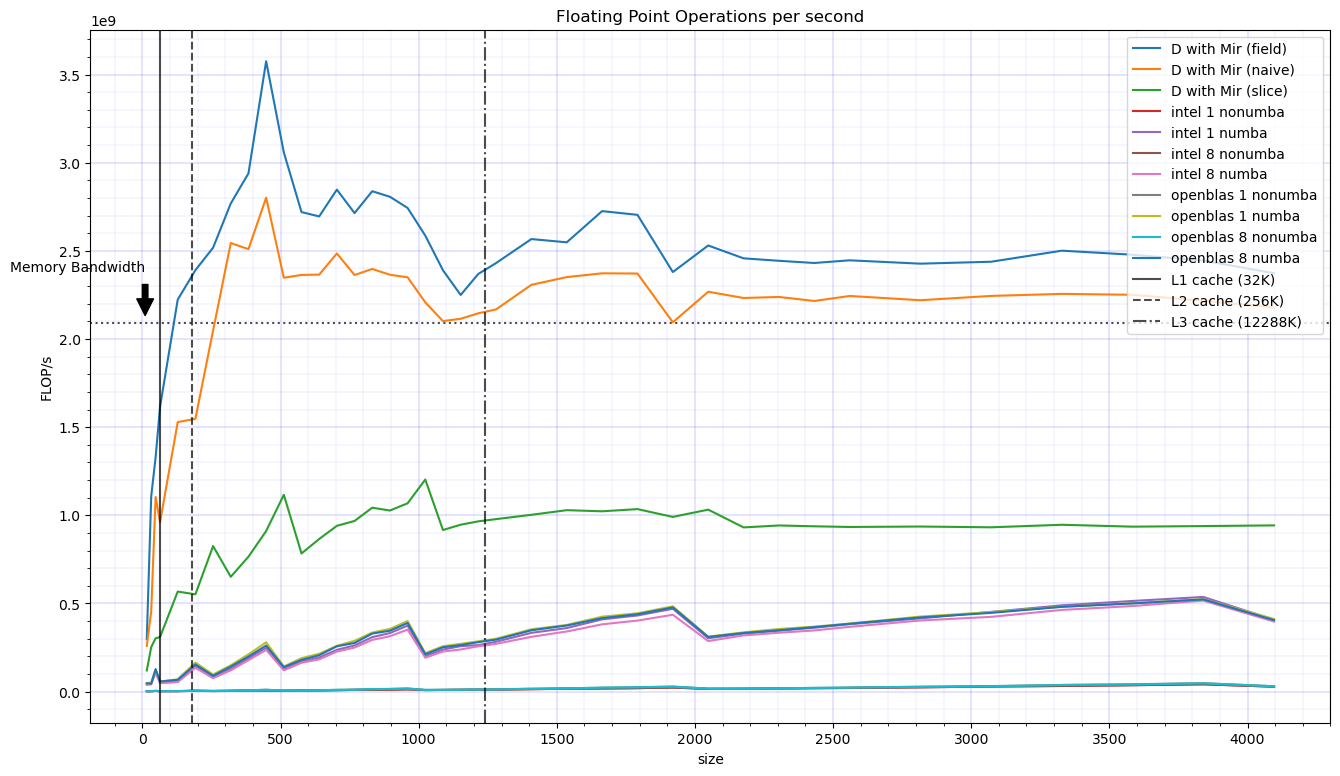 Floating Point Operations per second
1e9
3.5
3.0
2.5
2.0
1.5
1.0
0.5
0.0
FLOP/s
Memory Bandwidth
D with Mir (field)
D with Mir (naive)
D with Mir (slice)
intel 1 nonumba
intel 1 numba
intel 8 nonumba
intel 8 numba
openblas 1 nonumba
openblas 1 numba
openblas 8 nonumba
openblas 8 numba
L1 cache (32K)
L2 cache (256K)
L3 cache (12288K)
0 500 1000 1500 2000 2500 3000 3500 4000
size